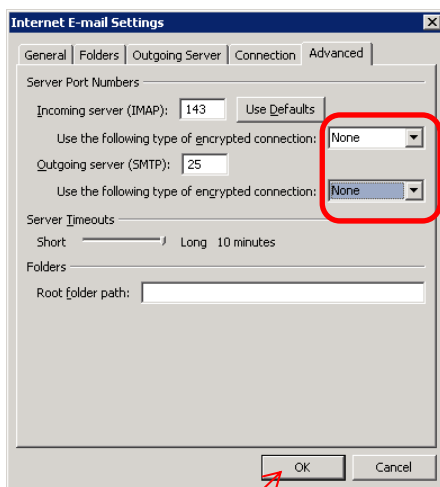 Internet E-mail Settings
General Folders Outgoing Server Connection Advanced
Server Port Numbers
Incoming server (IMAP): 143 Use Defaults
Use the following type of encrypted connection: None
Outgoing server (SMTP): 25
Use the following type of encrypted connection: None
Server Timeouts
Short Long 10 minutes
Folders
Root folder path:
OK Cancel